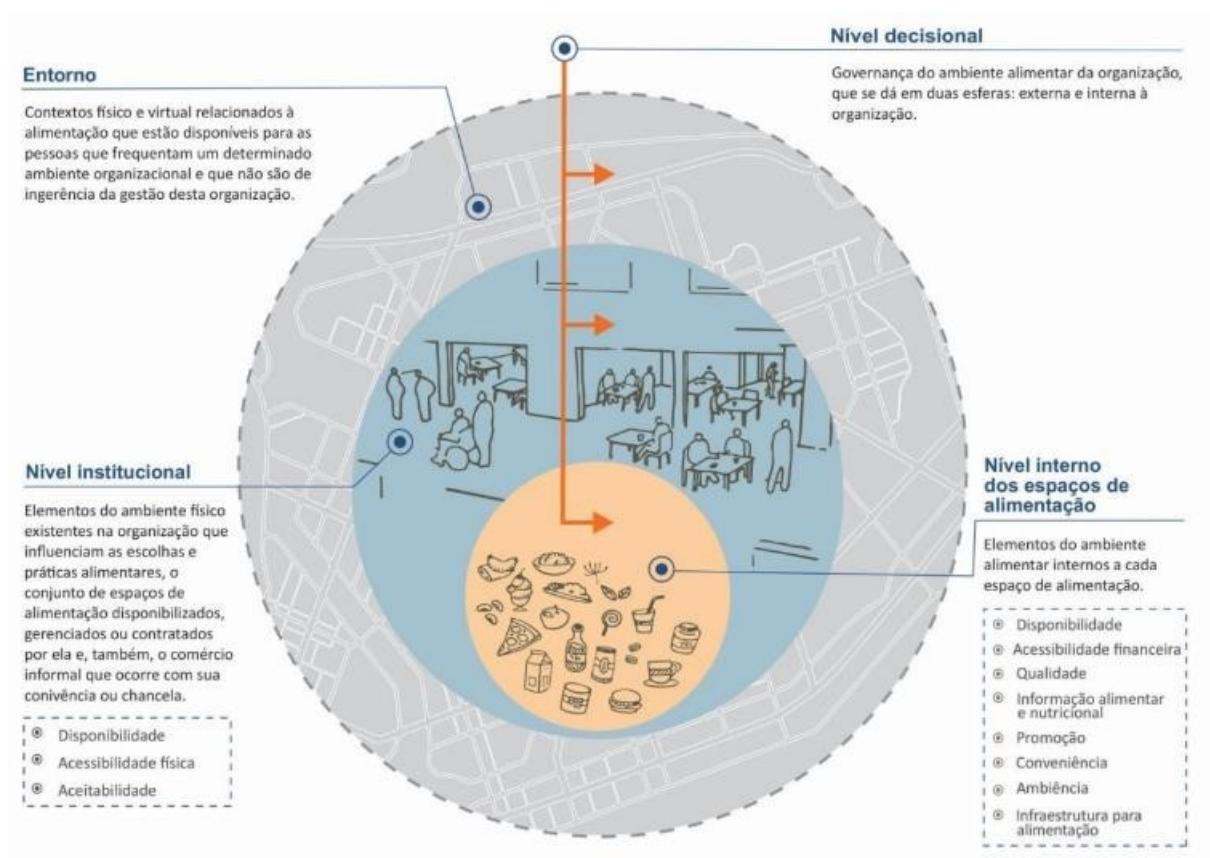 Nível decisional
Governança do ambiente alimentar da organização,
que se dá em duas esferas: externa e interna à
organização.
Entorno
Contextos físico e virtual relacionados à
alimentação que estão disponíveis para as
pessoas que frequentam um determinado
ambiente organizacional e que não são de
ingerência da gestão desta organização.
Nível institucional
Elementos do ambiente físico
existentes na organização que
influenciam as escolhas e
práticas alimentares, o
conjunto de espaços de
alimentação disponibilizados,
gerenciados ou contratados
por ela e, também, o comércio
informal que ocorre com sua
conivência ou chancela.
Disponibilidade
Acessibilidade física
Aceitabilidade
Nível interno
dos espaços de
alimentação
Elementos do ambiente
alimentar internos a cada
espaço de alimentação.
Disponibilidade
Acessibilidade financeira
Qualidade
Informação alimentar
e nutricional
Promoção
Conveniência
Ambiência
Infraestrutura para
alimentação